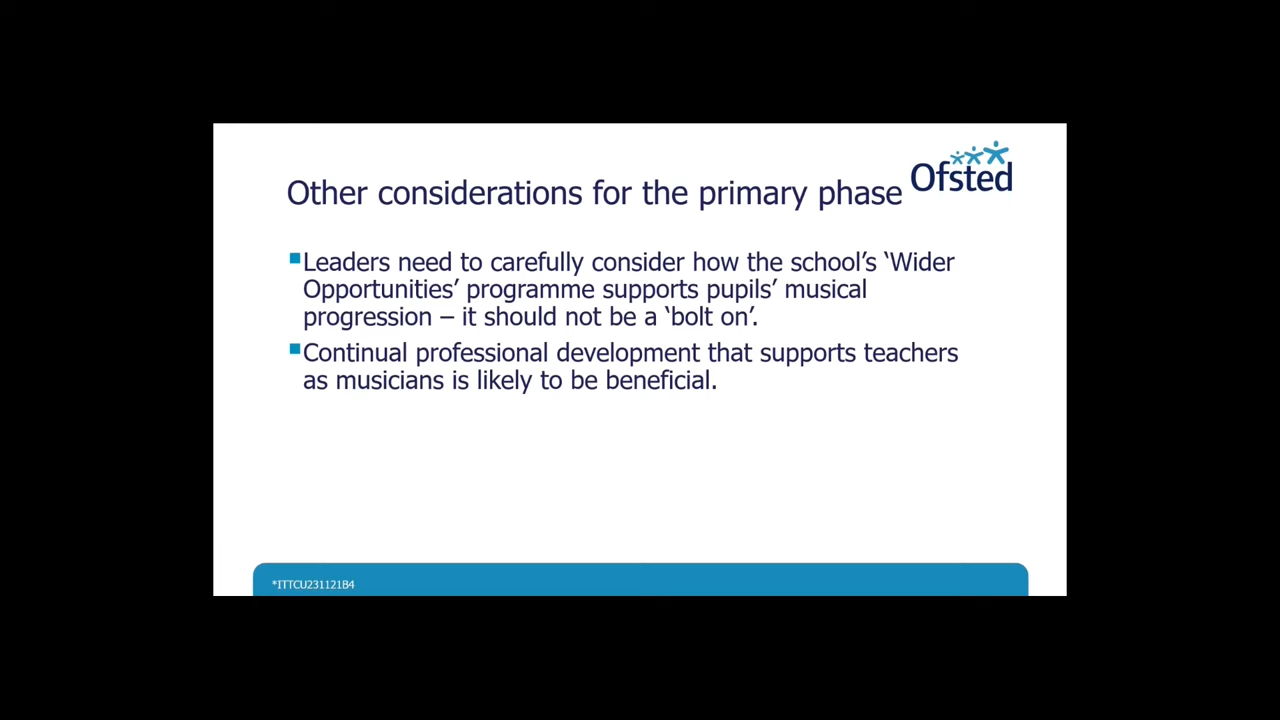 Ofsted
Other considerations for the primary phase
Leaders need to carefully consider how the school’s ‘Wider
Opportunities’ programme supports pupils’ musical
progression – it should not be a ‘bolt on’.
Continual professional development that supports teachers
as musicians is likely to be beneficial.
*ITTCU231121B4